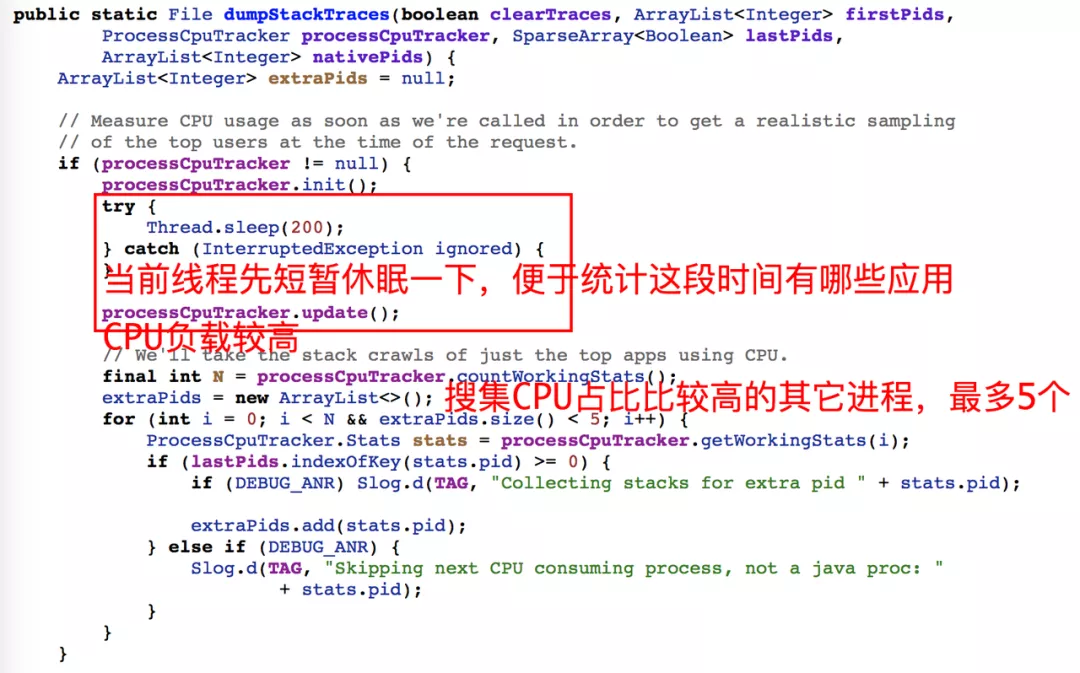 public static File dumpStackTraces(boolean clearTraces, ArrayList<Integer> firstPids,
ProcessCpuTracker processCpuTracker, SparseArray<Boolean> lastPids,
ArrayList<Integer> nativePids) {
ArrayList<Integer> extraPids = null;
// Measure CPU usage as soon as we're called in order to get a realistic sampling
// of the top users at the time of the request.
if (processCpuTracker != null) {
processCpuTracker.init();
try {
Thread.sleep(200);
} catch (InterruptedException ignored) {
}
当前线程先短暂休眠一下，便于统计这段时间有哪些应用
processCpuTracker.update();
CPU负载较高
// We'll take the stack crawls of just the top apps using CPU.
final int N = processCpuTracker.countWorkingStats();
extraPids = new ArrayList<>();
搜集CPU占比比较高的其它进程，最多5个
for (int i = 0; i < N && extraPids.size() < 5; i++) {
ProcessCpuTracker.Stats stats = processCpuTracker.getWorkingStats(i);
if (lastPids.indexOfKey(stats.pid) >= 0) {
if (DEBUG_ANR) Slog.d(TAG, "Collecting stacks for extra pid " + stats.pid);
extraPids.add(stats.pid);
} else if (DEBUG_ANR) {
Slog.d(TAG, "Skipping next CPU consuming process, not a java proc: "
+ stats.pid);
}
}
}